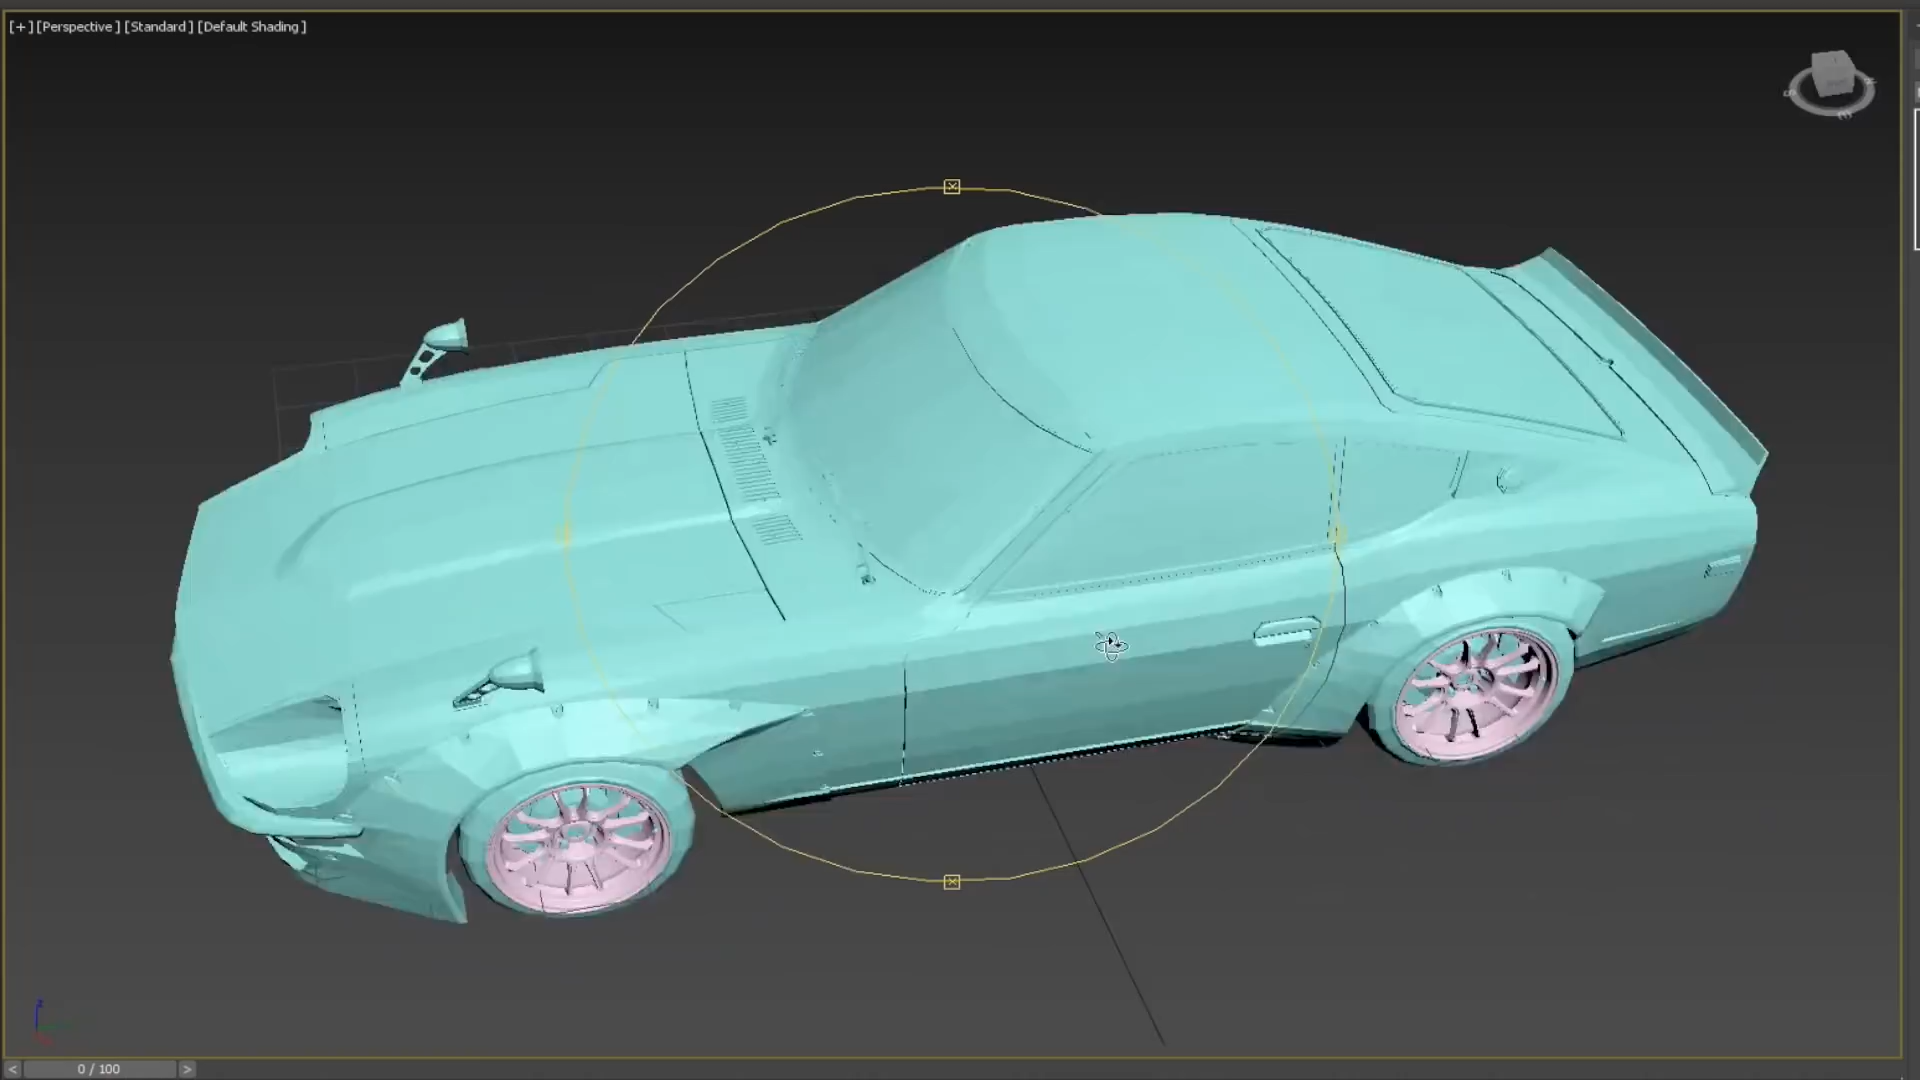 [+] [Perspective ] [Standard ] [Default Shading ]
z
< 0 / 100 >